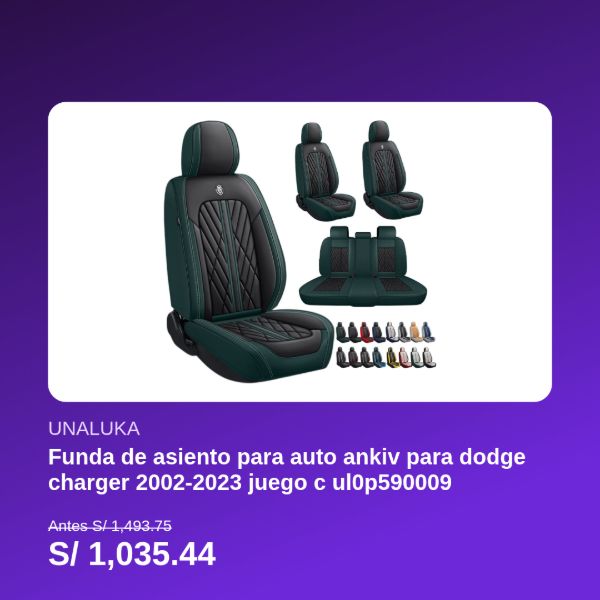 UNALUKA
Funda de asiento para auto ankiv para dodge
charger 2002-2023 juego c ul0p590009
Antes S/ 1,493.75
S/ 1,035.44